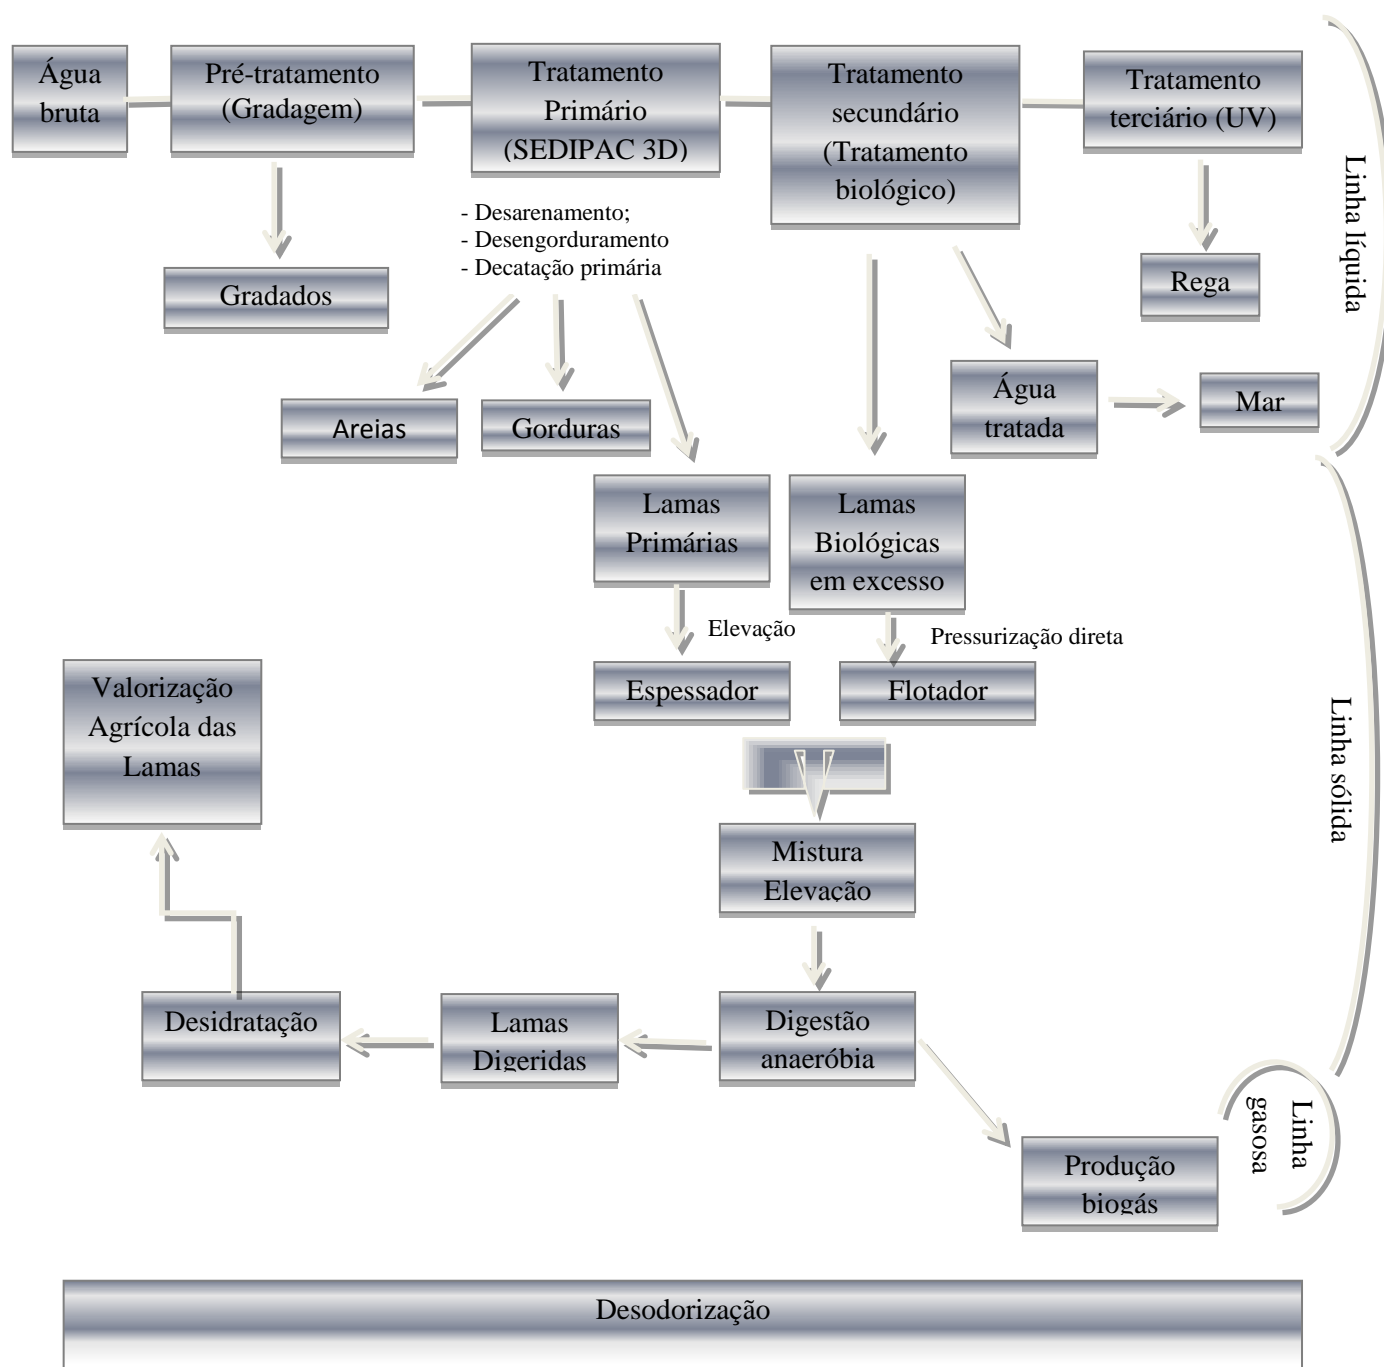 Água
bruta
Pré-tratamento
(Gradagem)
Tratamento
Primário
(SEDIPAC 3D)
Tratamento
secundário
(Tratamento
biológico)
Tratamento
terciário (UV)
- Desarenamento;
- Desengorduramento
- Decatação primária
Gradados
Rega
Linha líquida
Areias
Gorduras
Água
tratada
Mar
Lamas
Primárias
Lamas
Biológicas
em excesso
Elevação
Pressurização direta
Espessador
Flotador
Valorização
Agrícola das
Lamas
Linha sólida
Mistura
Elevação
Desidratação
Lamas
Digeridas
Digestão
anaeróbia
Linha
gasosa
Produção
biogás
Desodorização